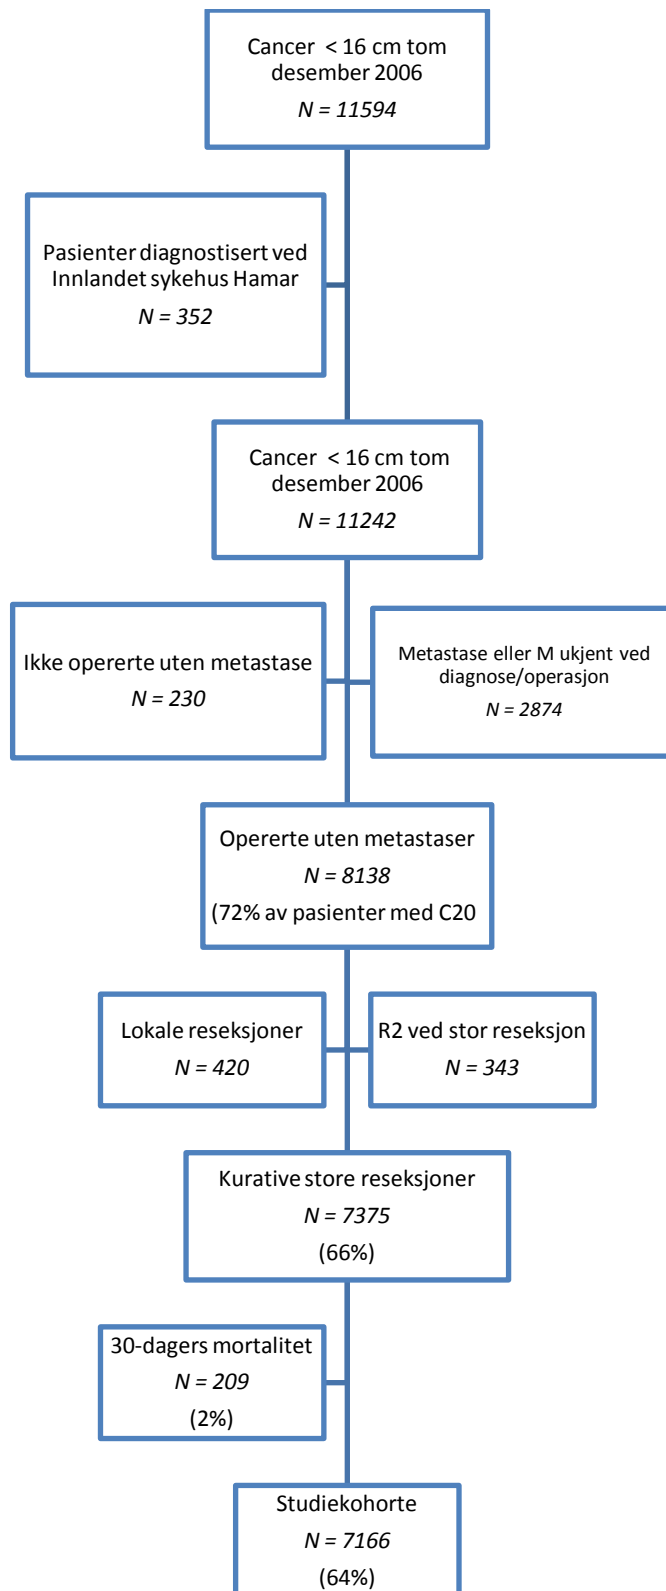 Cancer < 16 cm tom
desember 2006
N = 11594
Pasienter diagnostisert ved
Innlandet sykehus Hamar
N = 352
Cancer < 16 cm tom
desember 2006
N = 11242
Ikke opererte uten metastase
N = 230
Metastase eller M ukjent ved
diagnose/operasjon
N = 2874
Opererte uten metastaser
N = 8138
(72% av pasienter med C20
Lokale reseksjoner
N = 420
R2 ved stor reseksjon
N = 343
Kurative store reseksjoner
N = 7375
(66%)
30-dagers mortalitet
N = 209
(2%)
Studiekohorte
N = 7166
(64%)